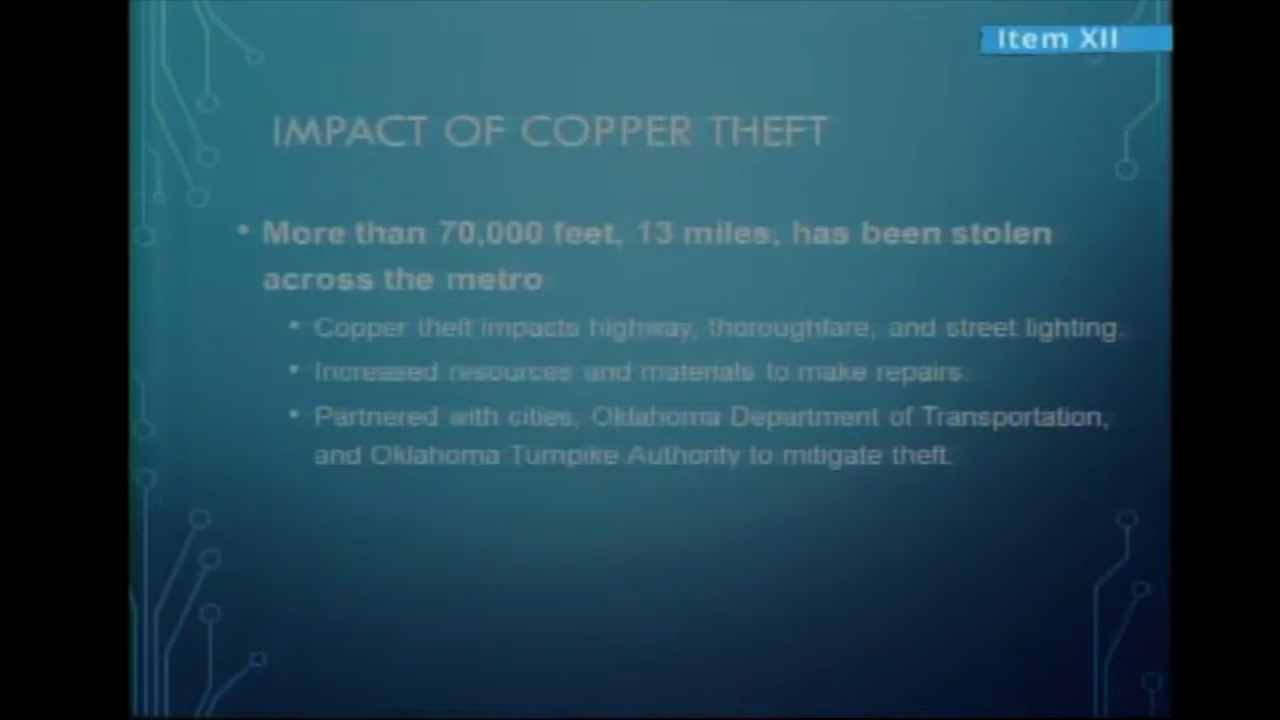 Item XII
IMPACT OF COPPER THEFT
• More than 70,000 feet, 13 miles, has been stolen
across the metro
• Copper theft impacts highway, thoroughfare, and street lighting.
• Increased resources and materials to make repairs.
• Partnered with cities, Oklahoma Department of Transportation,
and Oklahoma Turnpike Authority to mitigate theft.